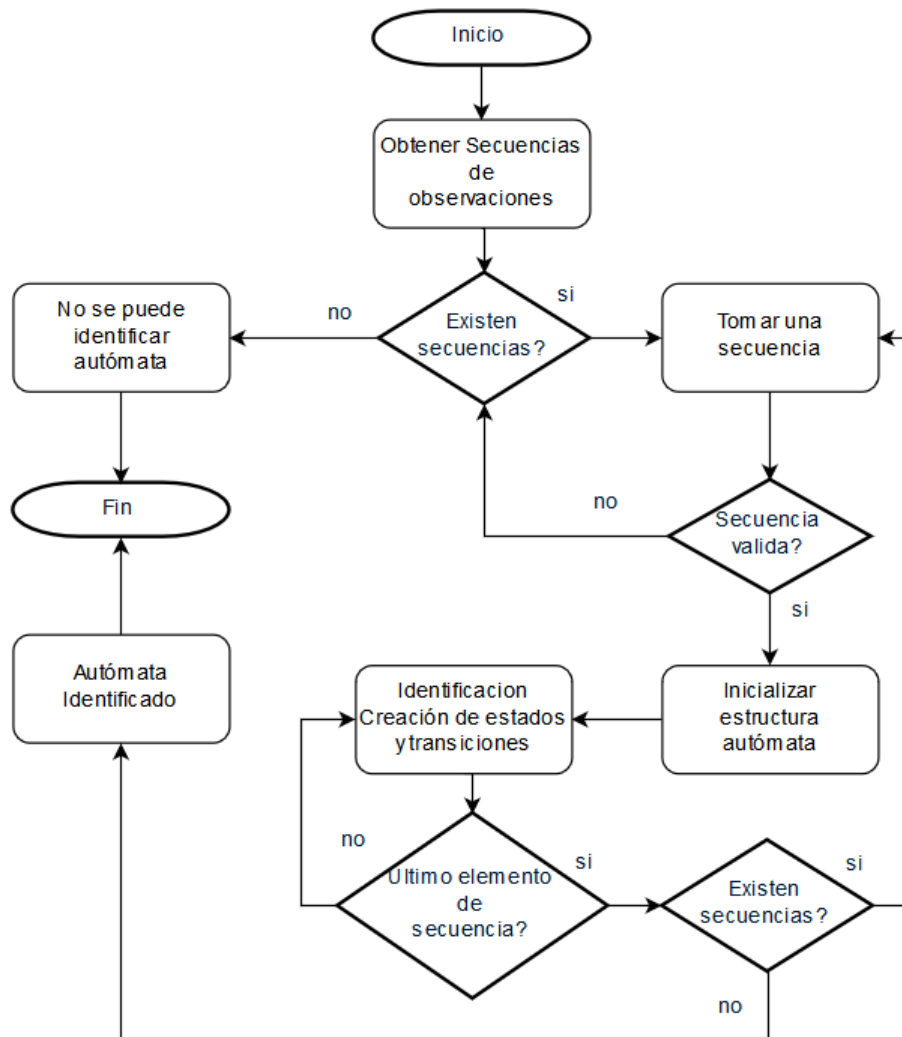 Inicio
Obtener Secuencias
de
observaciones
No se puede
identificar
autómata
no
Existen
secuencias?
si
Tomar una
secuencia
Fin
no
Secuencia
valida?
si
Autómata
Identificado
Identificacion
Creación de estados
y transiciones
Inicializar
estructura
autómata
no
Ultimo elemento
de
secuencia?
si
Existen
secuencias?
si
no